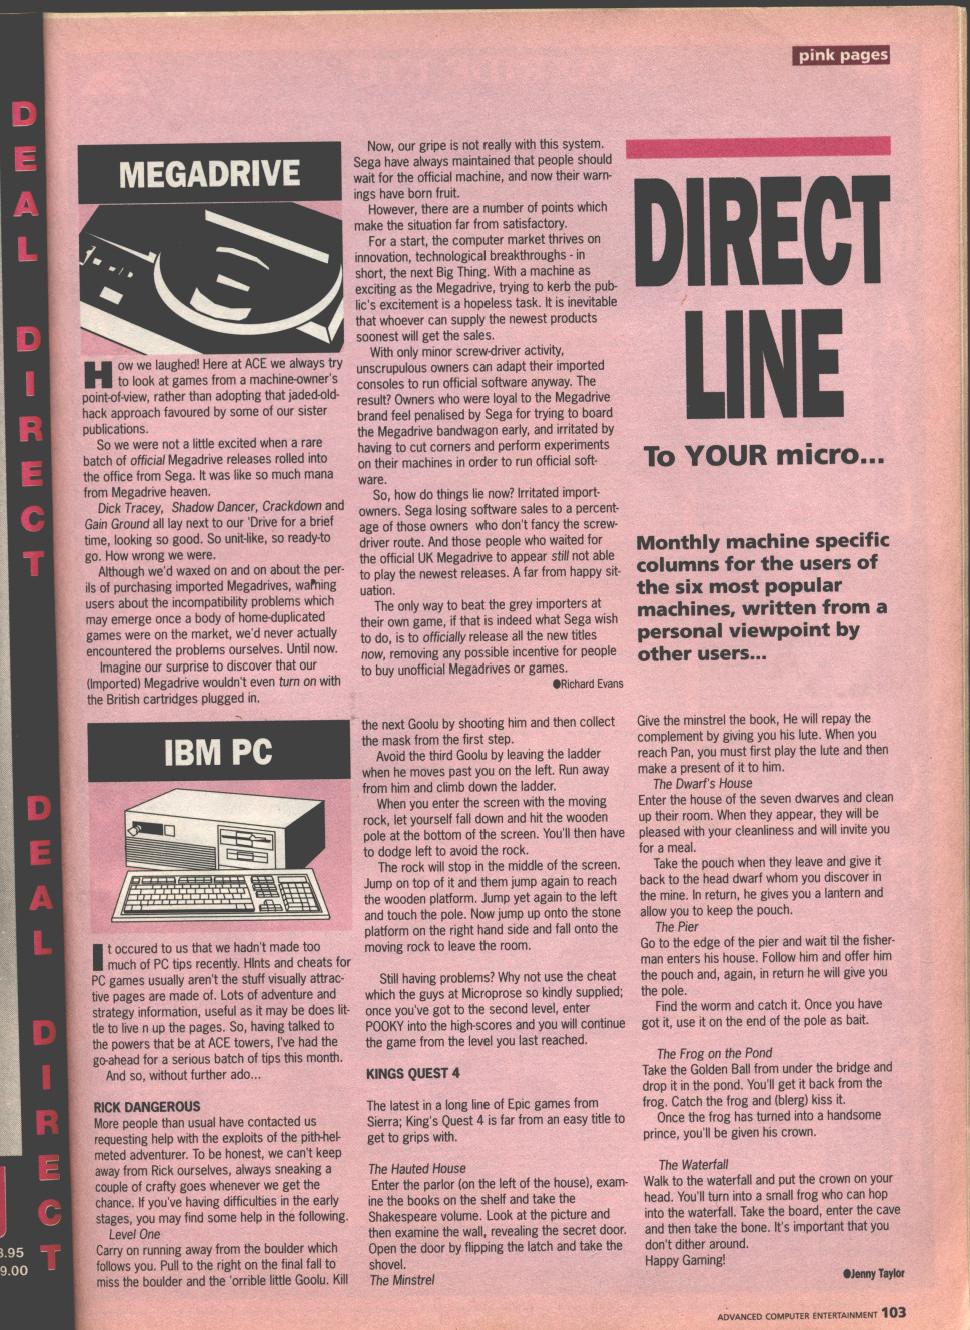 pink pages
DEAL DIRECT
DEAL DIRECT
3.95
9.00
DIRECT
LINE
To YOUR micro...
Monthly machine specific
columns for the users of
the six most popular
machines, written from a
personal viewpoint by
other users...
MEGADRIVE
How we laughed! Here at ACE we always try
to look at games from a machine-owner's
point-of-view, rather than adopting that jaded-old-
hack approach favoured by some of our sister
publications.
So we were not a little excited when a rare
batch of official Megadrive releases rolled into
the office from Sega. It was like so much mana
from Megadrive heaven.
Dick Tracey, Shadow Dancer, Crackdown and
Gain Ground all lay next to our 'Drive for a brief
time, looking so good. So unit-like, so ready-to
go. How wrong we were.
Although we'd waxed on and on about the per-
ils of purchasing imported Megadrives, warning
users about the incompatibility problems which
may emerge once a body of home-duplicated
games were on the market, we'd never actually
encountered the problems ourselves. Until now.
Imagine our surprise to discover that our
(Imported) Megadrive wouldn't even turn on with
the British cartridges plugged in.
Now, our gripe is not really with this system.
Sega have always maintained that people should
wait for the official machine, and now their warn-
ings have born fruit.
However, there are a number of points which
make the situation far from satisfactory.
For a start, the computer market thrives on
innovation, technological breakthroughs - in
short, the next Big Thing. With a machine as
exciting as the Megadrive, trying to kerb the pub-
lic's excitement is a hopeless task. It is inevitable
that whoever can supply the newest products
soonest will get the sales.
With only minor screw-driver activity,
unscrupulous owners can adapt their imported
consoles to run official software anyway. The
result? Owners who were loyal to the Megadrive
brand feel penalised by Sega for trying to board
the Megadrive bandwagon early, and irritated by
having to cut corners and perform experiments
on their machines in order to run official soft-
ware.
So, how do things lie now? Irritated import-
owners. Sega losing software sales to a percent-
age of those owners who don't fancy the screw-
driver route. And those people who waited for
the official UK Megadrive to appear still not able
to play the newest releases. A far from happy sit-
uation.
The only way to beat the grey importers at
their own game, if that is indeed what Sega wish
to do, is to officially release all the new titles
now, removing any possible incentive for people
to buy unofficial Megadrives or games.
●Richard Evans
IBM PC
It occured to us that we hadn't made too
much of PC tips recently. HInts and cheats for
PC games usually aren't the stuff visually attrac-
tive pages are made of. Lots of adventure and
strategy information, useful as it may be does lit-
tle to live n up the pages. So, having talked to
the powers that be at ACE towers, I've had the
go-ahead for a serious batch of tips this month.
And so, without further ado...
RICK DANGEROUS
More people than usual have contacted us
requesting help with the exploits of the pith-hel-
meted adventurer. To be honest, we can't keep
away from Rick ourselves, always sneaking a
couple of crafty goes whenever we get the
chance. If you've having difficulties in the early
stages, you may find some help in the following.
Level One
Carry on running away from the boulder which
follows you. Pull to the right on the final fall to
miss the boulder and the 'orrible little Goolu. Kill
the next Goolu by shooting him and then collect
the mask from the first step.
Avoid the third Goolu by leaving the ladder
when he moves past you on the left. Run away
from him and climb down the ladder.
When you enter the screen with the moving
rock, let yourself fall down and hit the wooden
pole at the bottom of the screen. You'll then have
to dodge left to avoid the rock.
The rock will stop in the middle of the screen.
Jump on top of it and them jump again to reach
the wooden platform. Jump yet again to the left
and touch the pole. Now jump up onto the stone
platform on the right hand side and fall onto the
moving rock to leave the room.
Still having problems? Why not use the cheat
which the guys at Microprose so kindly supplied;
once you've got to the second level, enter
POOKY into the high-scores and you will continue
the game from the level you last reached.
KINGS QUEST 4
The latest in a long line of Epic games from
Sierra; King's Quest 4 is far from an easy title to
get to grips with.
The Hauted House
Enter the parlor (on the left of the house), exam-
ine the books on the shelf and take the
Shakespeare volume. Look at the picture and
then examine the wall, revealing the secret door.
Open the door by flipping the latch and take the
shovel.
The Minstrel
Give the minstrel the book, He will repay the
complement by giving you his lute. When you
reach Pan, you must first play the lute and then
make a present of it to him.
The Dwarf's House
Enter the house of the seven dwarves and clean
up their room. When they appear, they will be
pleased with your cleanliness and will invite you
for a meal.
Take the pouch when they leave and give it
back to the head dwarf whom you discover in
the mine. In return, he gives you a lantern and
allow you to keep the pouch.
The Pier
Go to the edge of the pier and wait til the fisher-
man enters his house. Follow him and offer him
the pouch and, again, in return he will give you
the pole.
Find the worm and catch it. Once you have
got it, use it on the end of the pole as bait.
The Frog on the Pond
Take the Golden Ball from under the bridge and
drop it in the pond. You'll get it back from the
frog. Catch the frog and (blerg) kiss it.
Once the frog has turned into a handsome
prince, you'll be given his crown.
The Waterfall
Walk to the waterfall and put the crown on your
head. You'll turn into a small frog who can hop
into the waterfall. Take the board, enter the cave
and then take the bone. It's important that you
don't dither around.
Happy Gaming!
●Jenny Taylor
ADVANCED COMPUTER ENTERTAINMENT 103